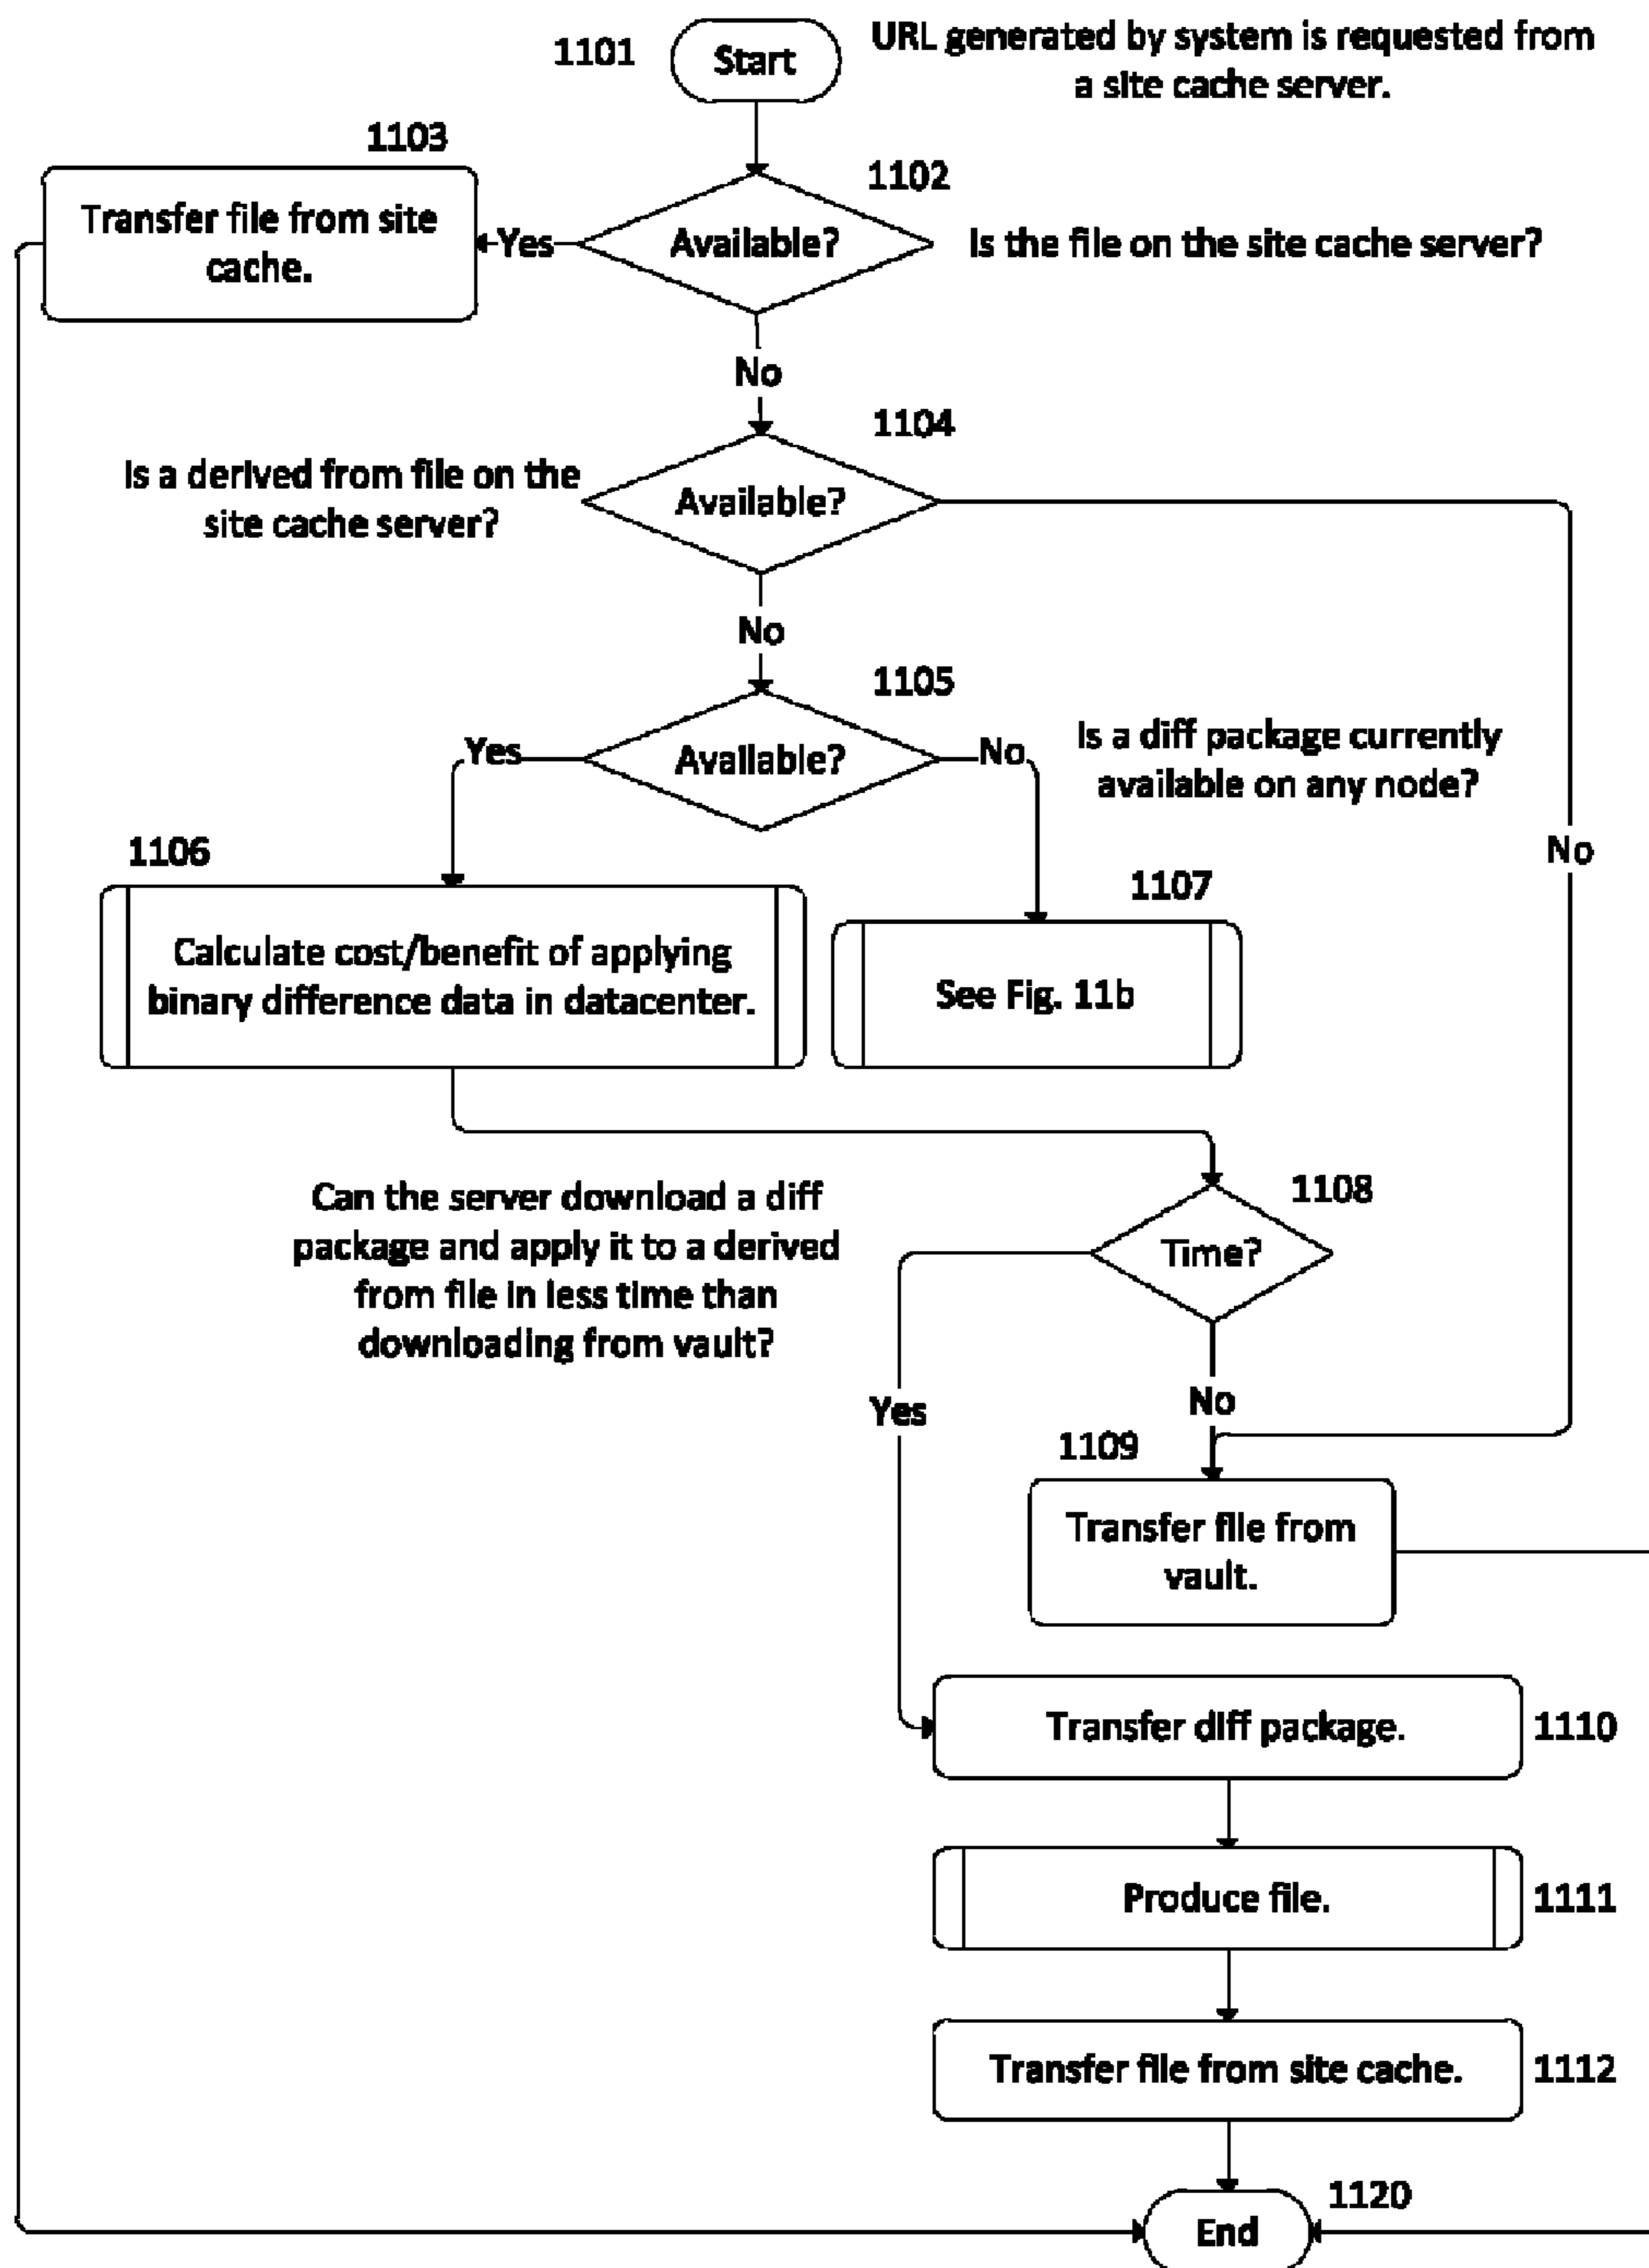 1101
Start
URL generated by system is requested from
a site cache server.
1103
Transfer file from site
cache.
1102
Yes
Available?
Is the file on the site cache server?
No
1104
Is a derived from file on the
site cache server?
Available?
No
1105
Yes
Available?
No
Is a diff package currently
available on any node?
No
1106
Calculate cost/benefit of applying
binary difference data in datacenter.
1107
See Fig. 11b
Can the server download a diff
package and apply it to a derived
from file in less time than
downloading from vault?
1108
Time?
Yes
No
1109
Transfer file from
vault.
Transfer diff package.
1110
Produce file.
1111
Transfer file from site cache.
1112
1120
End